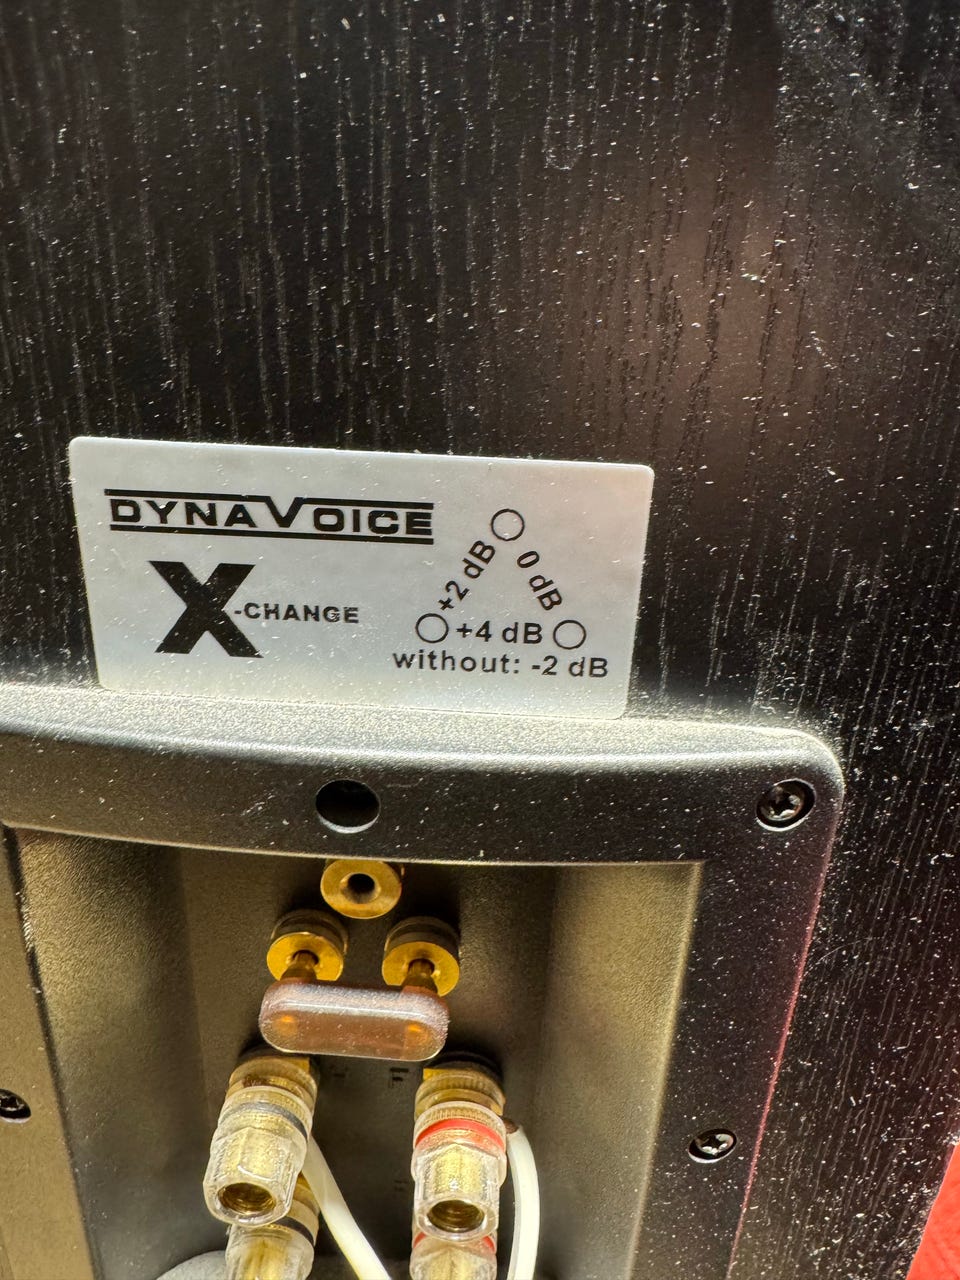 DYNAVOICE
X-CHANGE
+2 dB
0 dB
+4 dB
without: -2 dB